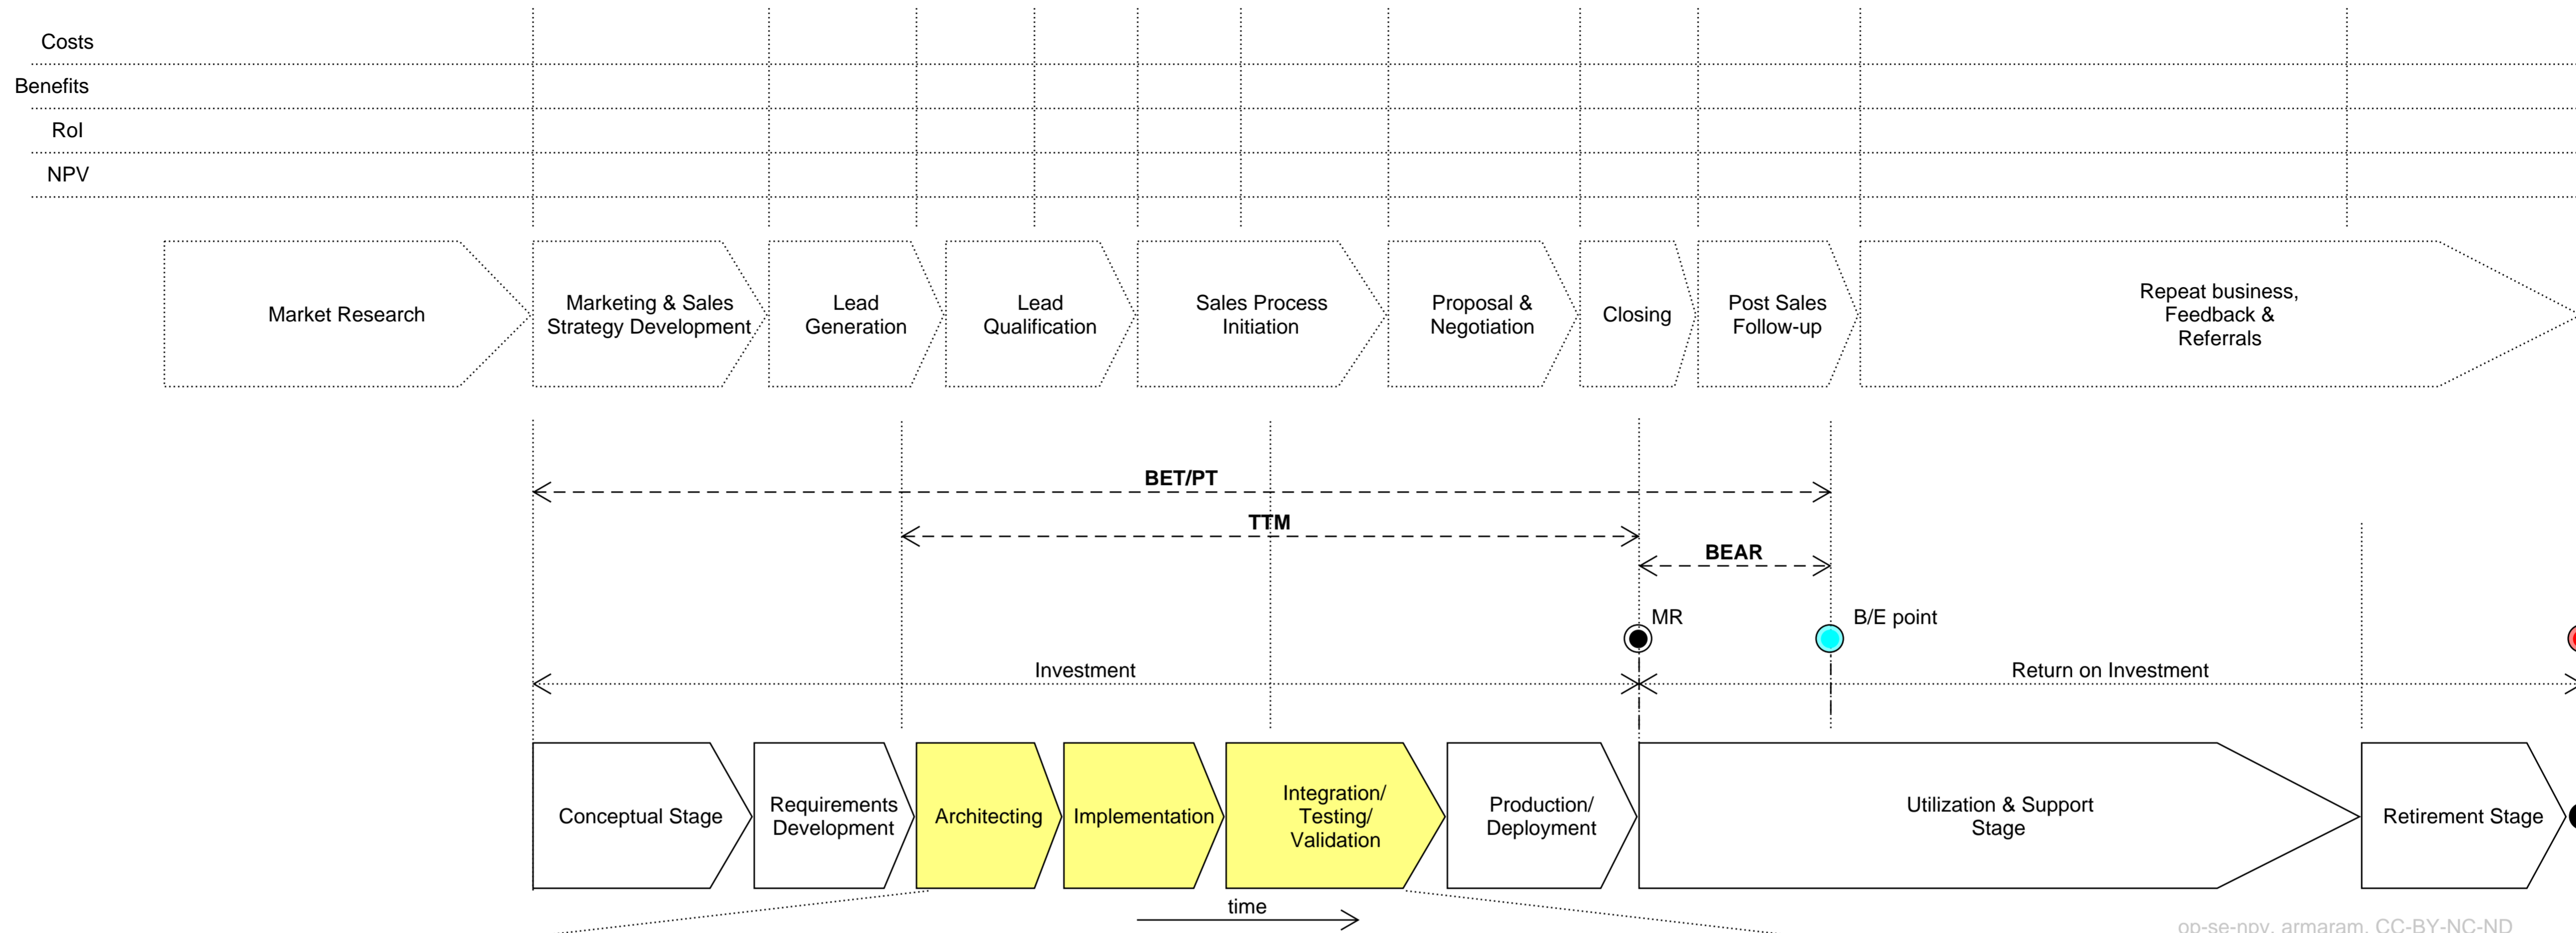 Costs
Benefits
RoI
NPV
Market Research
Marketing & Sales
Strategy Development
Lead
Generation
Lead
Qualification
Sales Process
Initiation
Proposal &
Negotiation
Closing
Post Sales
Follow-up
Repeat business,
Feedback &
Referrals
BET/PT
TTM
BEAR
MR
B/E point
Investment
Return on Investment
Conceptual Stage
Requirements
Development
Architecting
Implementation
Integration/
Testing/
Validation
Production/
Deployment
Utilization & Support
Stage
Retirement Stage
time
op-se-npv, armaram, CC-BY-NC-ND